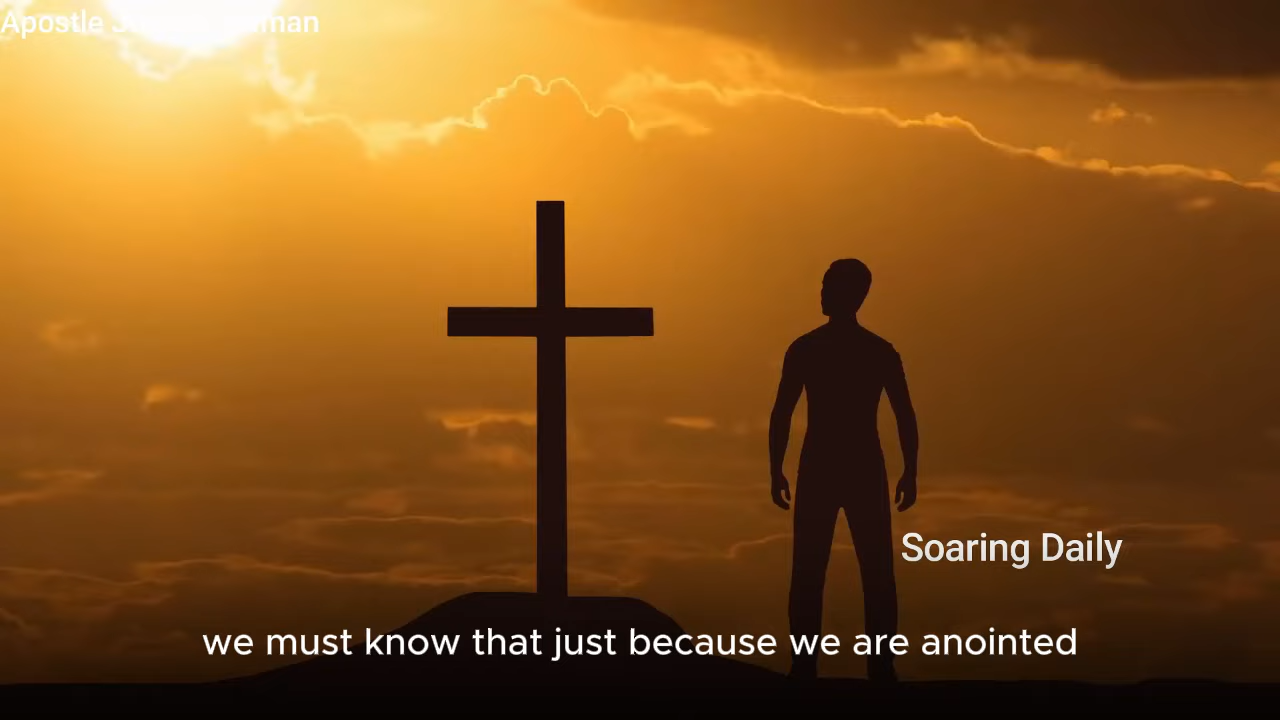 Apostle
Soaring Daily
we must know that just because we are anointed